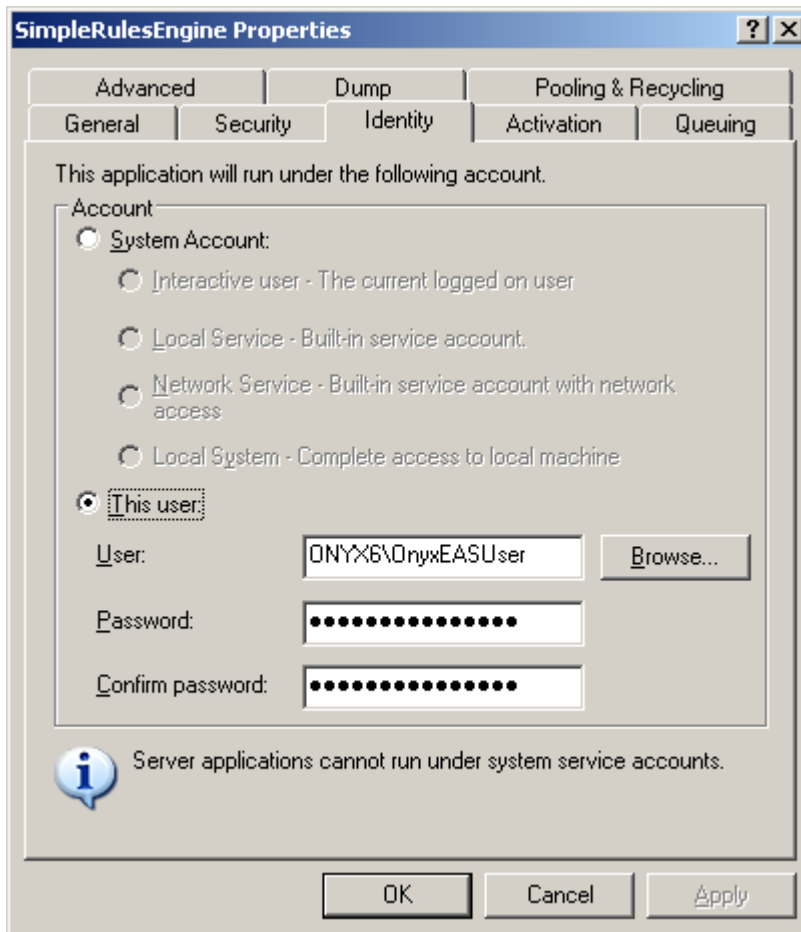 SimpleRulesEngine Properties
Advanced Dump Pooling & Recycling
General Security Identity Activation Queuing
This application will run under the following account.
Account
System Account:
Interactive user - The current logged on user
Local Service - Built-in service account.
Network Service - Built-in service account with network
access
Local System - Complete access to local machine
This user:
User: ONYX6\OnyxEASUser Browse...
Password: ●●●●●●●●●●●●●●●
Confirm password: ●●●●●●●●●●●●●●●
Server applications cannot run under system service accounts.
OK Cancel Apply